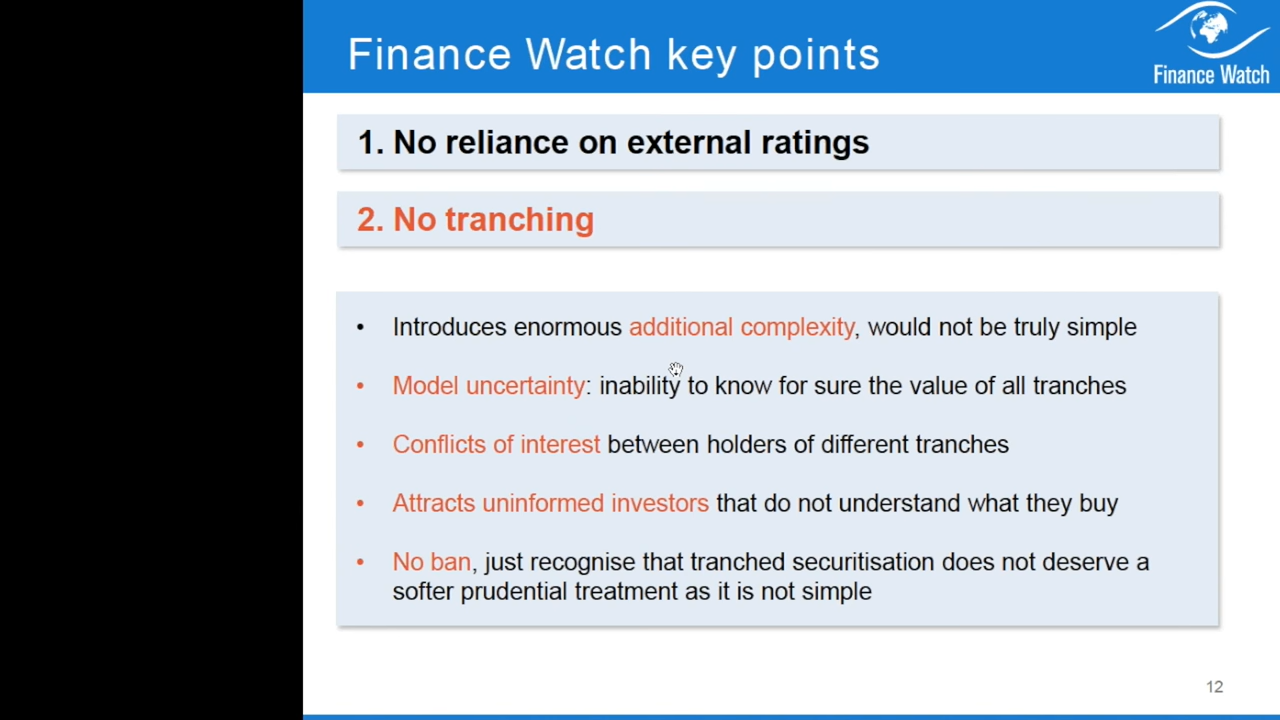 Finance Watch key points
Finance Watch
1. No reliance on external ratings
2. No tranching
• Introduces enormous additional complexity, would not be truly simple
• Model uncertainty: inability to know for sure the value of all tranches
• Conflicts of interest between holders of different tranches
• Attracts uninformed investors that do not understand what they buy
• No ban, just recognise that tranched securitisation does not deserve a
softer prudential treatment as it is not simple
12